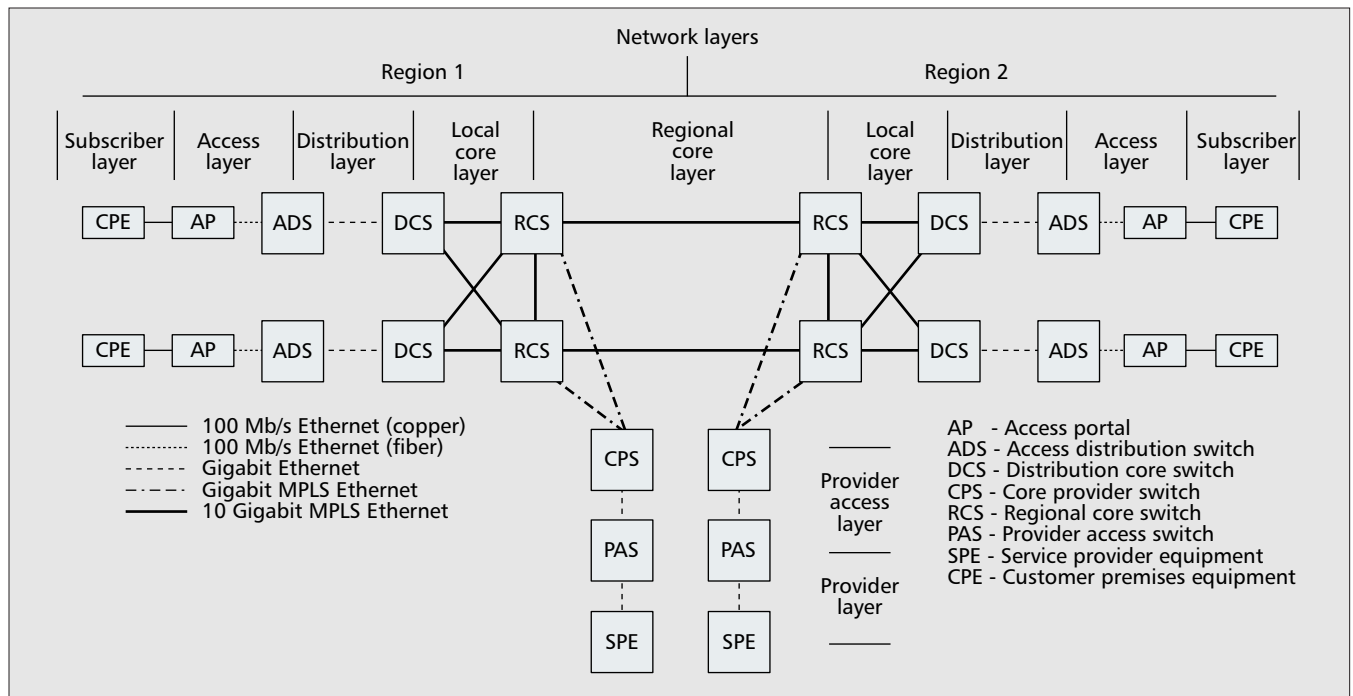 Network layers
Region 1
Region 2
Subscriber
layer
Access
layer
Distribution
layer
Local
core
layer
Regional
core
layer
Local
core
layer
Distribution
layer
Access
layer
Subscriber
layer
CPE AP ADS DCS RCS RCS DCS ADS AP CPE
CPE AP ADS DCS RCS RCS DCS ADS AP CPE
100 Mb/s Ethernet (copper)
100 Mb/s Ethernet (fiber)
Gigabit Ethernet
Gigabit MPLS Ethernet
10 Gigabit MPLS Ethernet
CPS CPS
PAS PAS
SPE SPE
Provider
access
layer
Provider
layer
AP - Access portal
ADS - Access distribution switch
DCS - Distribution core switch
CPS - Core provider switch
RCS - Regional core switch
PAS - Provider access switch
SPE - Service provider equipment
CPE - Customer premises equipment